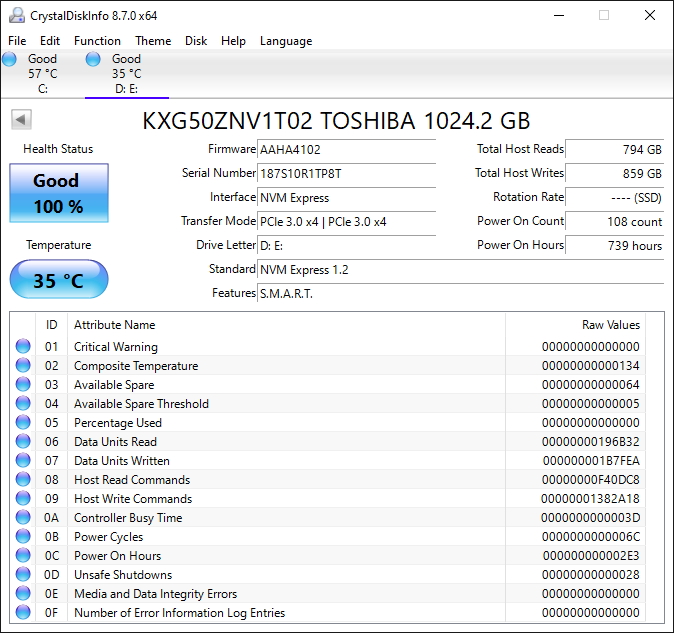 CrystalDiskInfo 8.7.0 x64
File Edit Function Theme Disk Help Language
Good Good
57 °C 35 °C
C: D: E:
KXG50ZNV1T02 TOSHIBA 1024.2 GB
Health Status
Good
100 %
Temperature
35 °C
Firmware AAHA4102
Serial Number 187S10R1TP8T
Interface NVM Express
Transfer Mode PCIe 3.0 x4 | PCIe 3.0 x4
Drive Letter D: E:
Standard NVM Express 1.2
Features S.M.A.R.T.
Total Host Reads 794 GB
Total Host Writes 859 GB
Rotation Rate ---- (SSD)
Power On Count 108 count
Power On Hours 739 hours
ID Attribute Name Raw Values
01 Critical Warning 00000000000000
02 Composite Temperature 00000000000134
03 Available Spare 00000000000064
04 Available Spare Threshold 00000000000005
05 Percentage Used 00000000000000
06 Data Units Read 00000000196B32
07 Data Units Written 000000001B7FEA
08 Host Read Commands 00000000F40DC8
09 Host Write Commands 00000001382A18
0A Controller Busy Time 0000000000003D
0B Power Cycles 0000000000006C
0C Power On Hours 000000000002E3
0D Unsafe Shutdowns 00000000000028
0E Media and Data Integrity Errors 00000000000000
0F Number of Error Information Log Entries 00000000000000